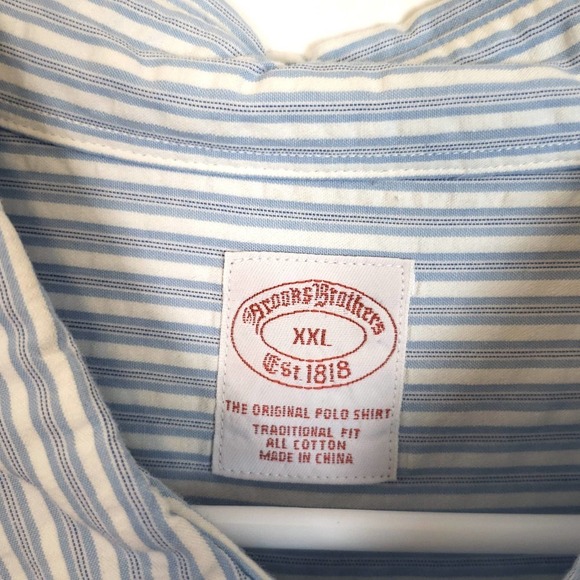 Brooks Brothers
XXL
Est. 1818
THE ORIGINAL POLO SHIRT
TRADITIONAL FIT
ALL COTTON
MADE IN CHINA